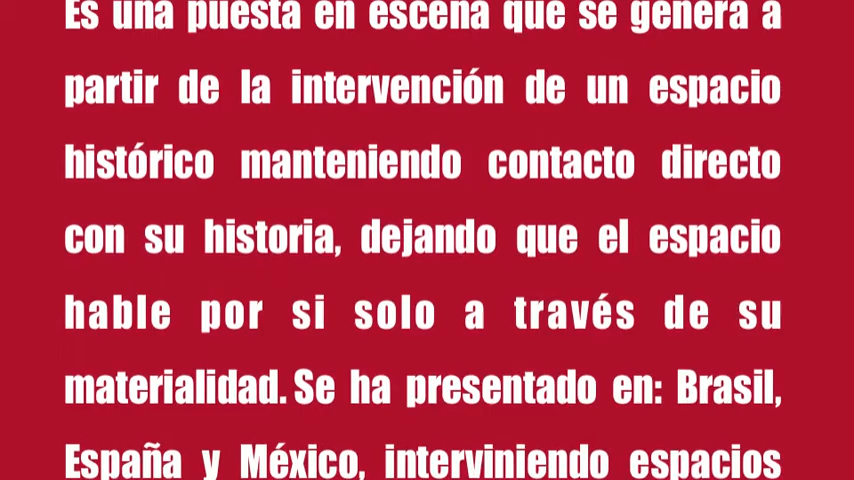 Es una puesta en escena que se genera a
partir de la intervención de un espacio
histórico manteniendo contacto directo
con su historia, dejando que el espacio
hable por si solo a través de su
materialidad. Se ha presentado en: Brasil,
España y México, interviniendo espacios